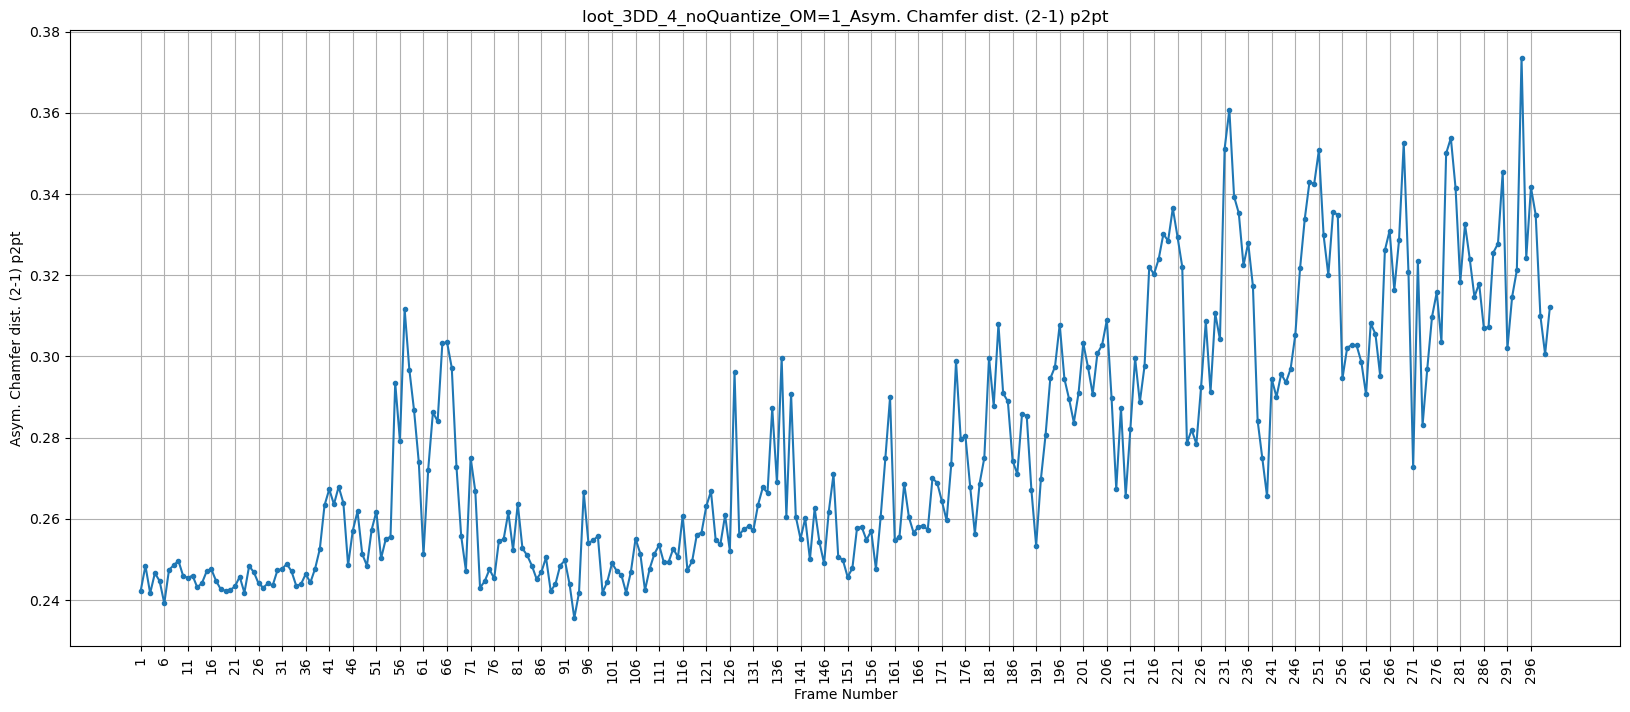 loot_3DD_4_noQuantize_OM=1_Asym. Chamfer dist. (2-1) p2pt
Asym. Chamfer dist. (2-1) p2pt
0.38
0.36
0.34
0.32
0.30
0.28
0.26
0.24
1 6 11 16 21 26 31 36 41 46 51 56 61 66 71 76 81 86 91 96 101 106 111 116 121 126 131 136 141 146 151 156 161 166 171 176 181 186 191 196 201 206 211 216 221 226 231 236 241 246 251 256 261 266 271 276 281 286 291 296
Frame Number